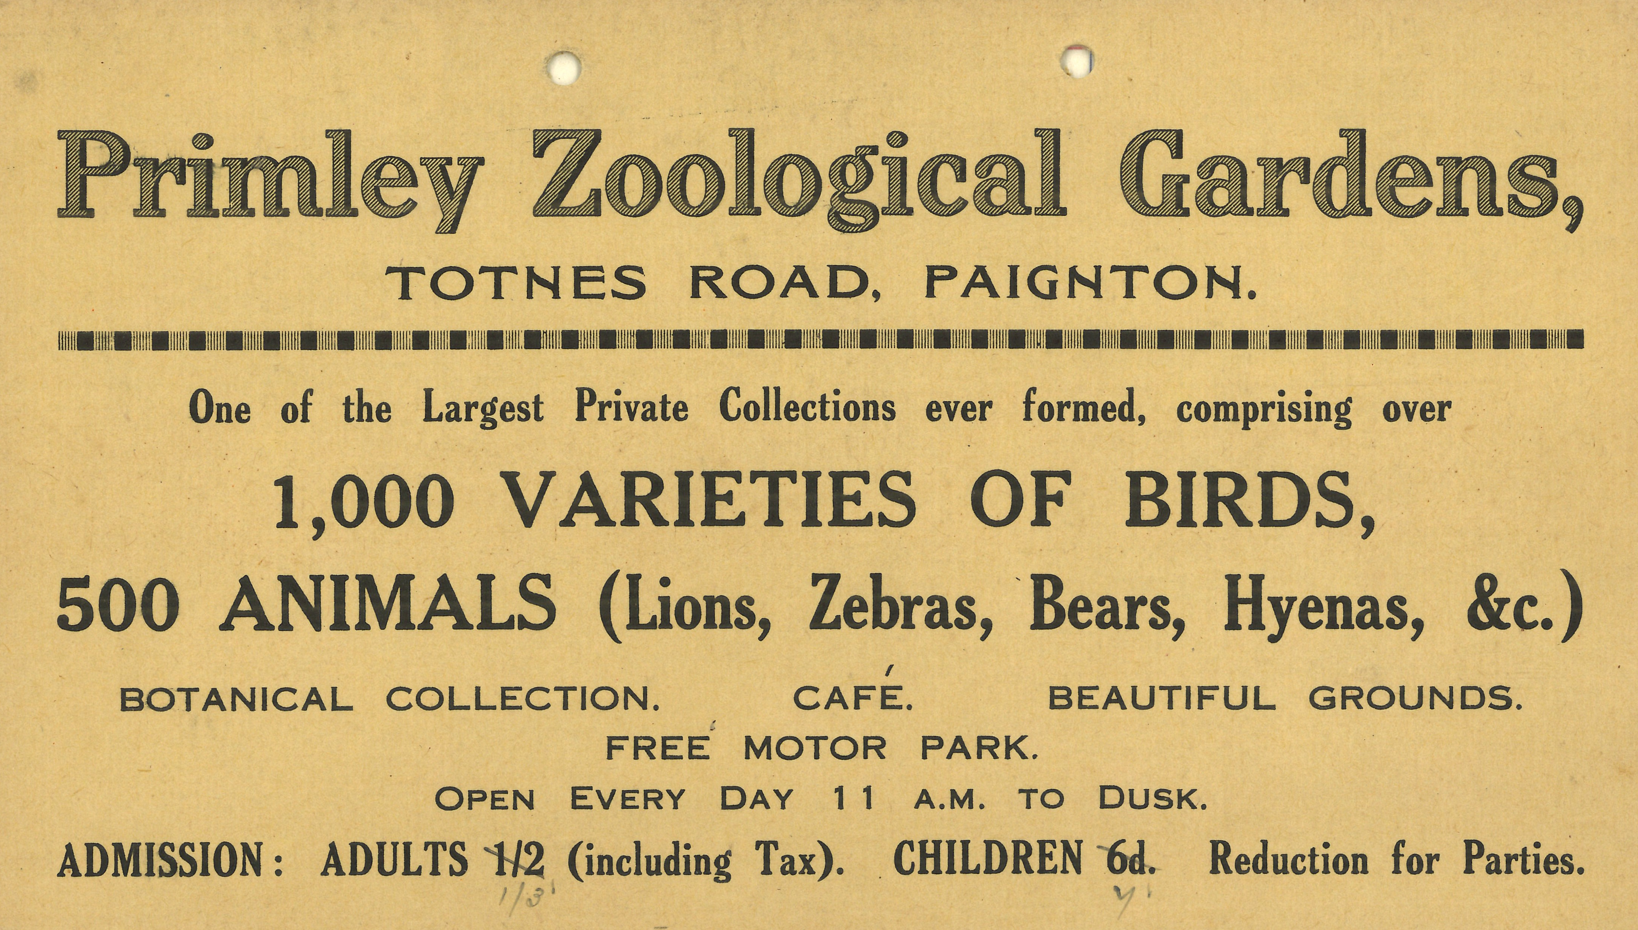 Primley Zoological Gardens,
TOTNES ROAD, PAIGNTON.
One of the Largest Private Collections ever formed, comprising over
1,000 VARIETIES OF BIRDS,
500 ANIMALS (Lions, Zebras, Bears, Hyenas, &c.)
BOTANICAL COLLECTION. CAFÉ. BEAUTIFUL GROUNDS.
FREE MOTOR PARK.
OPEN EVERY DAY 11 A.M. TO DUSK.
ADMISSION: ADULTS 1/2 (including Tax). CHILDREN 6d. Reduction for Parties.
1/3